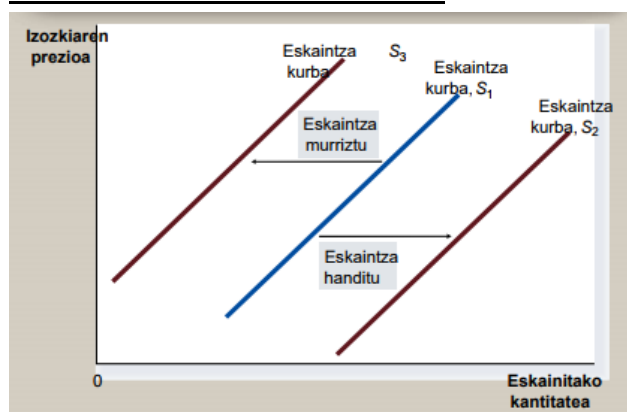 Izozkiaren
prezioa
Eskaintza
kurba
S3
Eskaintza
kurba, S1
Eskaintza
kurba, S2
Eskaintza
murriztu
Eskaintza
handitu
0
Eskainitako
kantitatea